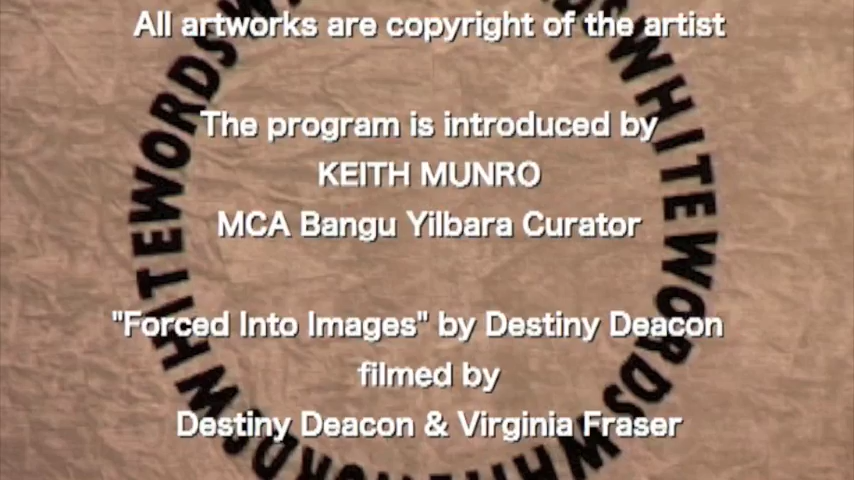 All artworks are copyright of the artist
The program is introduced by
KEITH MUNRO
MCA Bangu Yilbara Curator
"Forced Into Images" by Destiny Deacon
filmed by
Destiny Deacon & Virginia Fraser
WHITEWORDSWHITEWORDSWHITEWORDSW